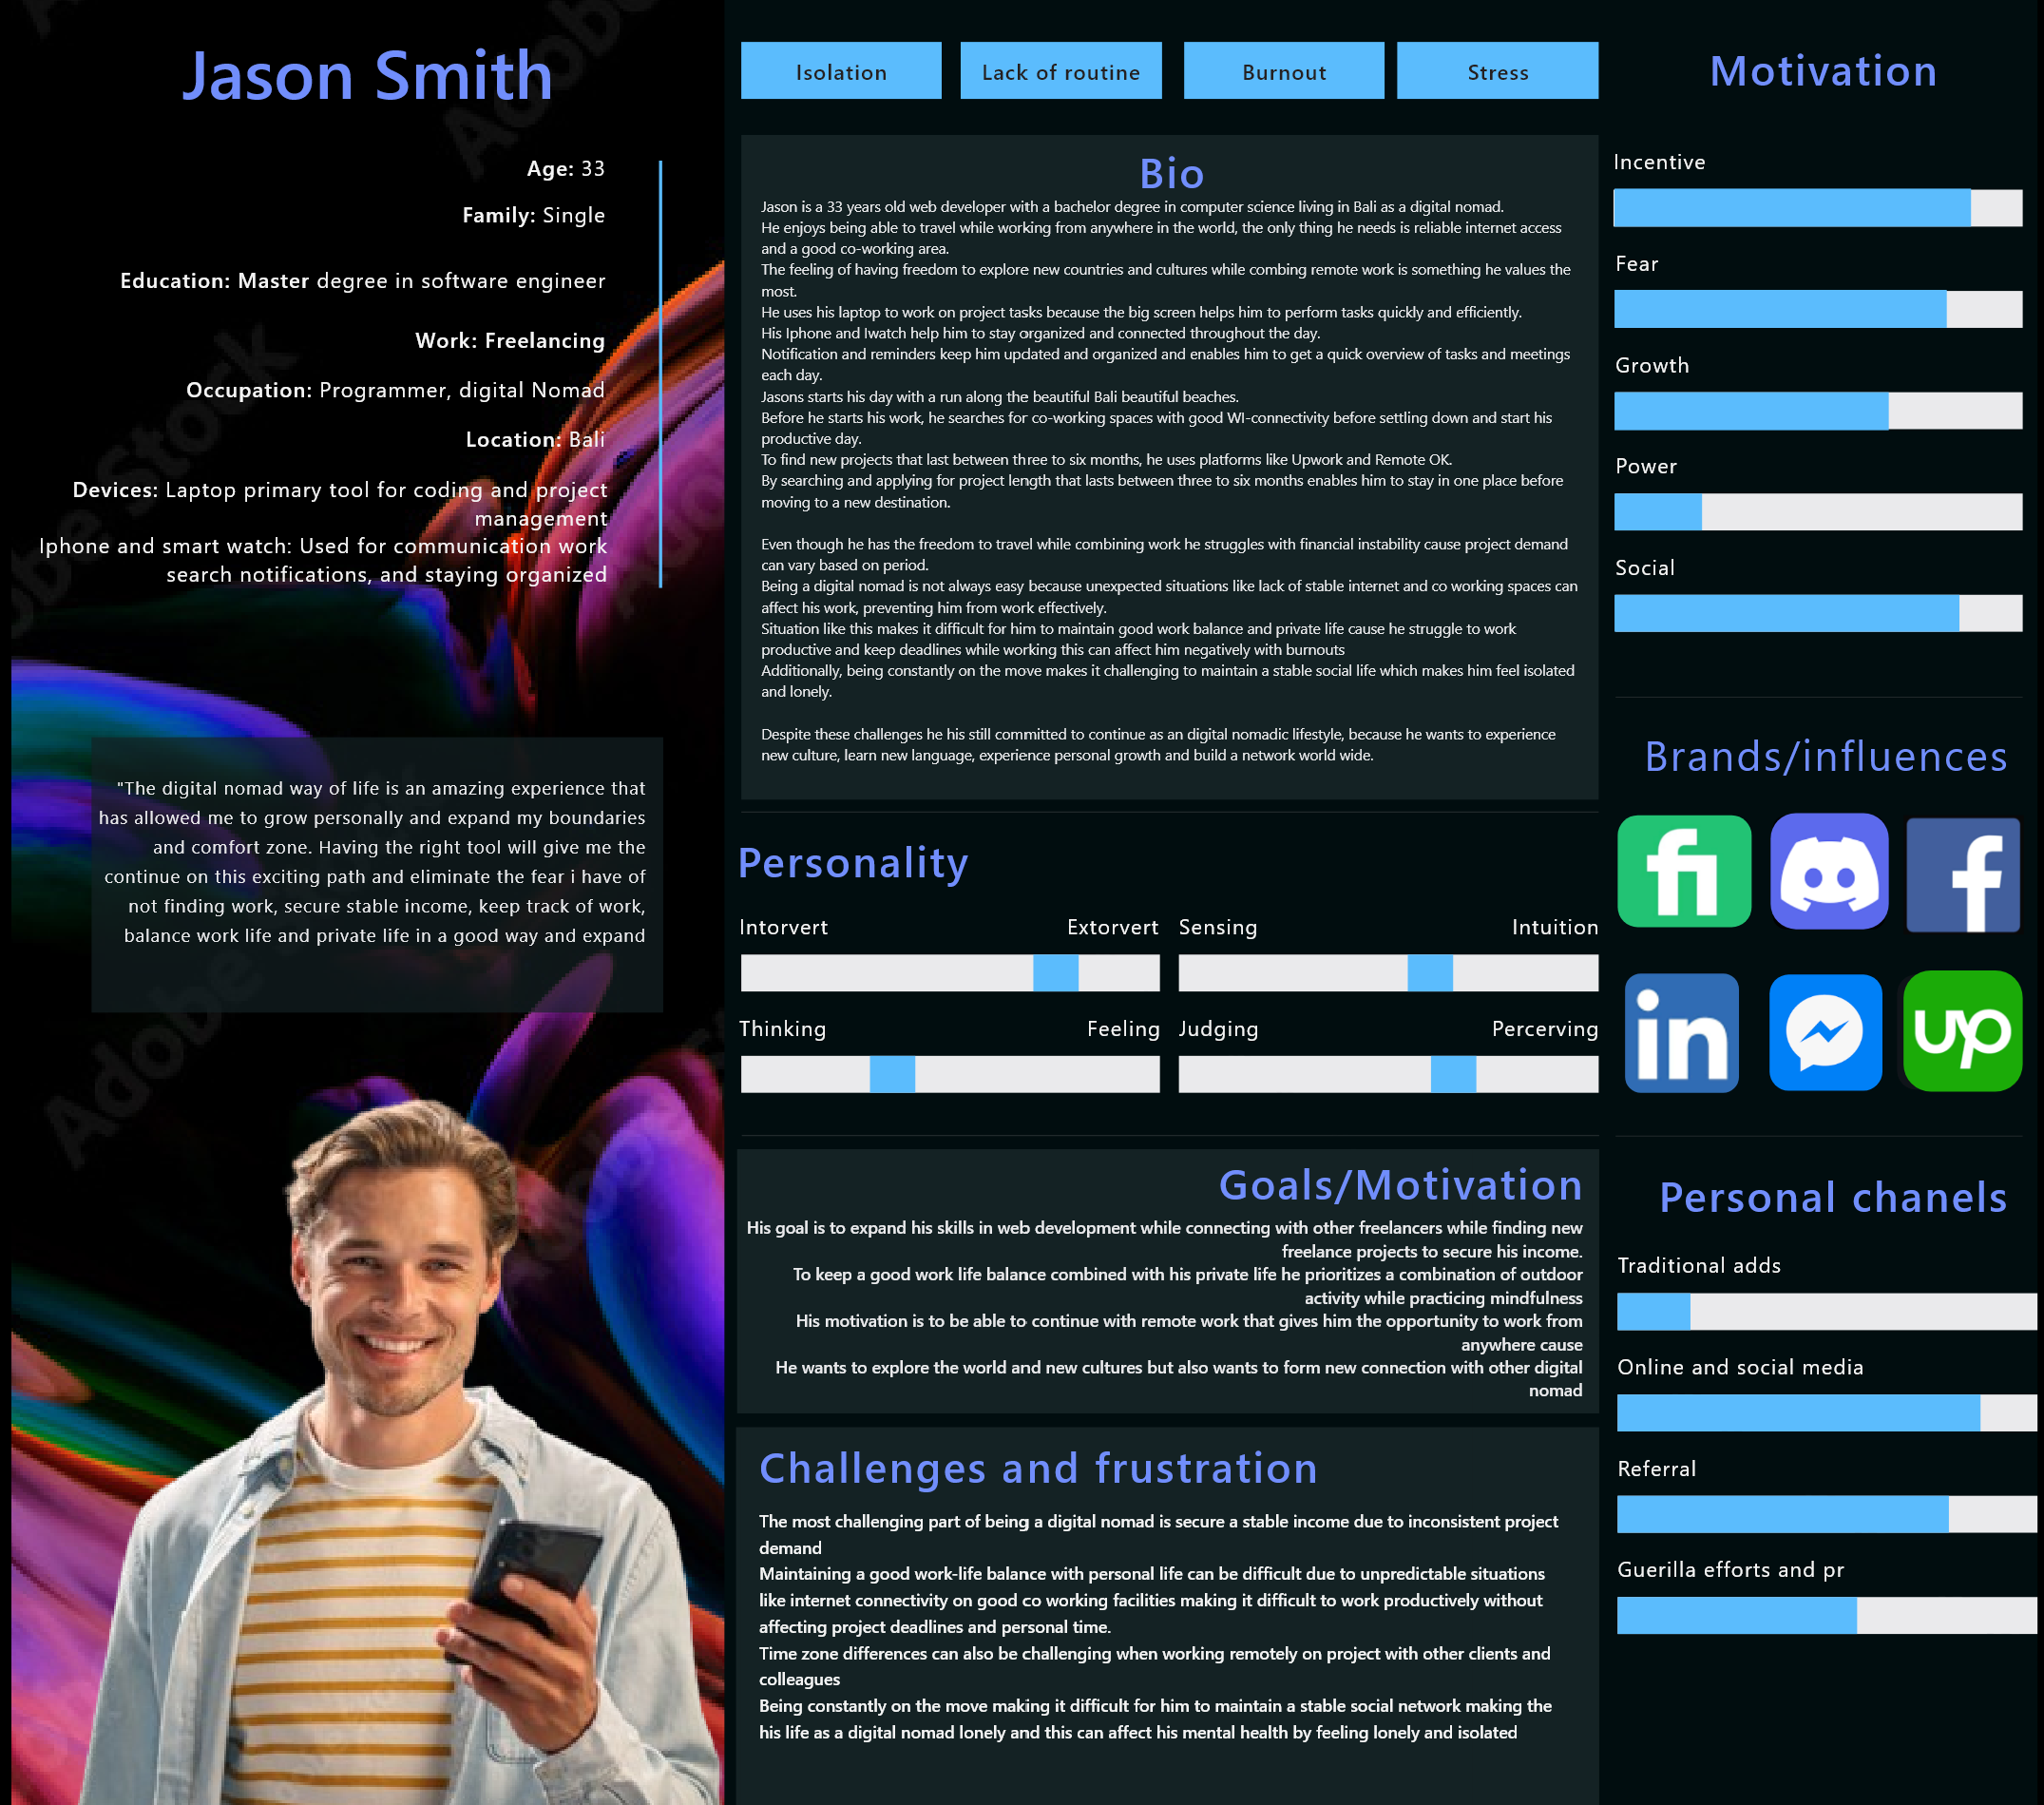 Jason Smith
Age: 33
Family: Single
Education: Master degree in software engineer
Work: Freelancing
Occupation: Programmer, digital Nomad
Location: Bali
Devices: Laptop primary tool for coding and project
management
Iphone and smart watch: Used for communication work
search notifications, and staying organized
"The digital nomad way of life is an amazing experience that
has allowed me to grow personally and expand my boundaries
and comfort zone. Having the right tool will give me the
continue on this exciting path and eliminate the fear i have of
not finding work, secure stable income, keep track of work,
balance work life and private life in a good way and expand
Isolation
Lack of routine
Burnout
Stress
Bio
Jason is a 33 years old web developer with a bachelor degree in computer science living in Bali as a digital nomad.
He enjoys being able to travel while working from anywhere in the world, the only thing he needs is reliable internet access
and a good co-working area.
The feeling of having freedom to explore new countries and cultures while combing remote work is something he values the
most.
He uses his laptop to work on project tasks because the big screen helps him to perform tasks quickly and efficiently.
His Iphone and Iwatch help him to stay organized and connected throughout the day.
Notification and reminders keep him updated and organized and enables him to get a quick overview of tasks and meetings
each day.
Jasons starts his day with a run along the beautiful Bali beautiful beaches.
Before he starts his work, he searches for co-working spaces with good WI-connectivity before settling down and start his
productive day.
To find new projects that last between three to six months, he uses platforms like Upwork and Remote OK.
By searching and applying for project length that lasts between three to six months enables him to stay in one place before
moving to a new destination.
Even though he has the freedom to travel while combining work he struggles with financial instability cause project demand
can vary based on period.
Being a digital nomad is not always easy because unexpected situations like lack of stable internet and co working spaces can
affect his work, preventing him from work effectively.
Situation like this makes it difficult for him to maintain good work balance and private life cause he struggle to work
productive and keep deadlines while working this can affect him negatively with burnouts
Additionally, being constantly on the move makes it challenging to maintain a stable social life which makes him feel isolated
and lonely.
Despite these challenges he his still committed to continue as an digital nomadic lifestyle, because he wants to experience
new culture, learn new language, experience personal growth and build a network world wide.
Personality
Intorvert
Extorvert
Sensing
Intuition
Thinking
Feeling
Judging
Percerving
Goals/Motivation
His goal is to expand his skills in web development while connecting with other freelancers while finding new
freelance projects to secure his income.
To keep a good work life balance combined with his private life he prioritizes a combination of outdoor
activity while practicing mindfulness
His motivation is to be able to continue with remote work that gives him the opportunity to work from
anywhere cause
He wants to explore the world and new cultures but also wants to form new connection with other digital
nomad
Challenges and frustration
The most challenging part of being a digital nomad is secure a stable income due to inconsistent project
demand
Maintaining a good work-life balance with personal life can be difficult due to unpredictable situations
like internet connectivity on good co working facilities making it difficult to work productively without
affecting project deadlines and personal time.
Time zone differences can also be challenging when working remotely on project with other clients and
colleagues
Being constantly on the move making it difficult for him to maintain a stable social network making the
his life as a digital nomad lonely and this can affect his mental health by feeling lonely and isolated
Motivation
Incentive
Fear
Growth
Power
Social
Brands/influences
fi
f
in
up
Personal chanels
Traditional adds
Online and social media
Referral
Guerilla efforts and pr
Adobe Stock